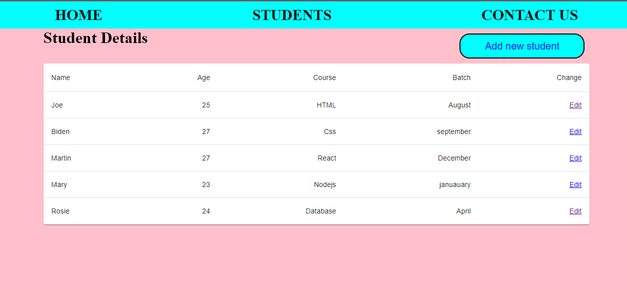 HOME STUDENTS CONTACT US
Student Details
Add new student
Name Age Course Batch Change
Joe 25 HTML August Edit
Biden 27 Css september Edit
Martin 27 React December Edit
Mary 23 Nodejs januauary Edit
Rosie 24 Database April Edit